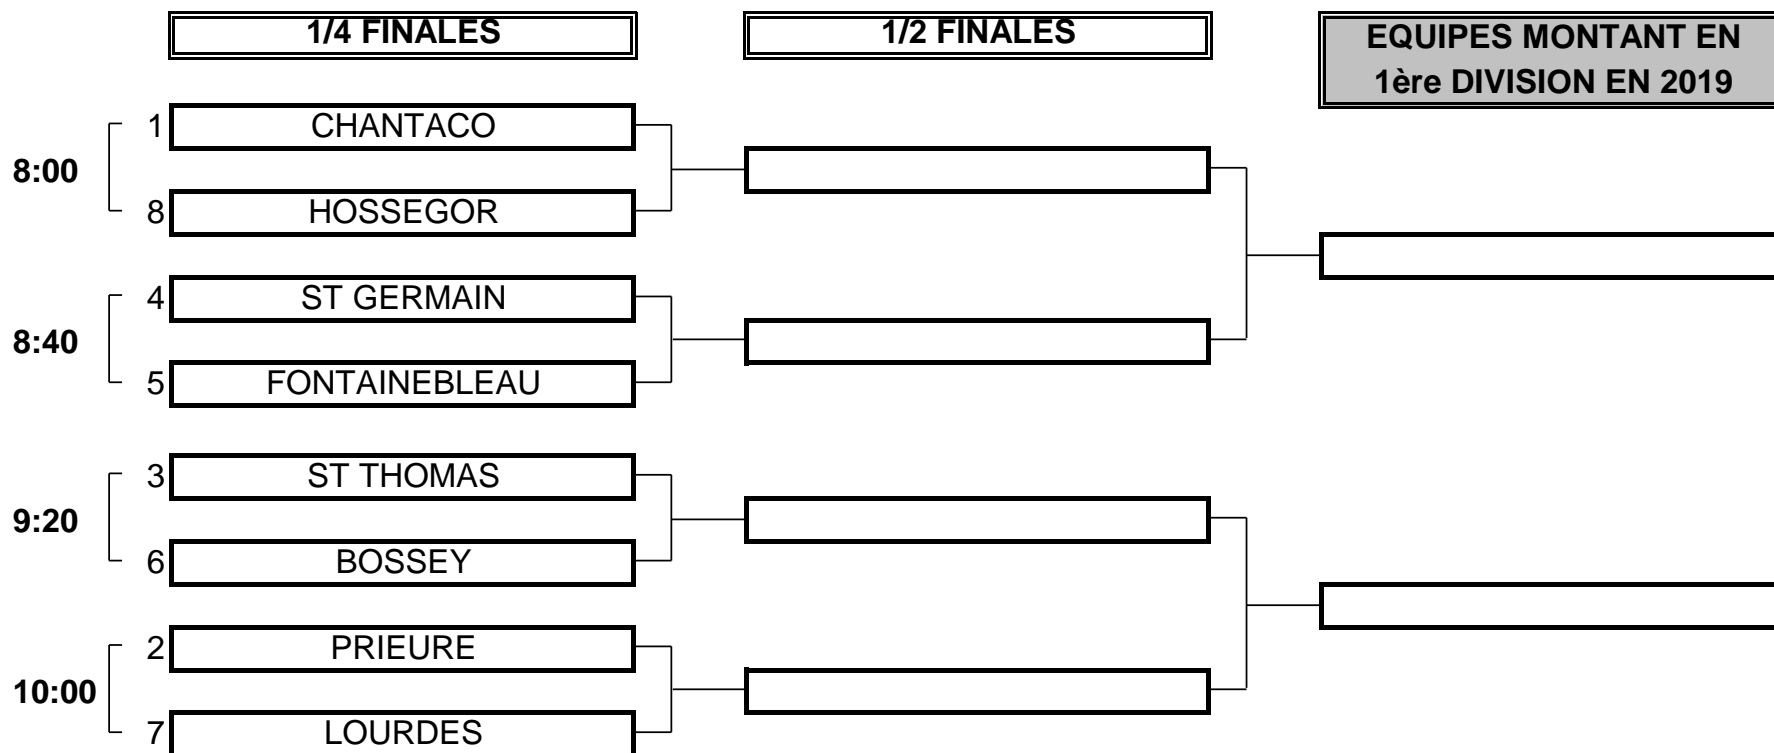 1/4 FINALES
1/2 FINALES
EQUIPES MONTANT EN
1ère DIVISION EN 2019
1 CHANTACO
8:00
8 HOSSEGOR
4 ST GERMAIN
8:40
5 FONTAINEBLEAU
3 ST THOMAS
9:20
6 BOSSEY
2 PRIEURE
10:00
7 LOURDES